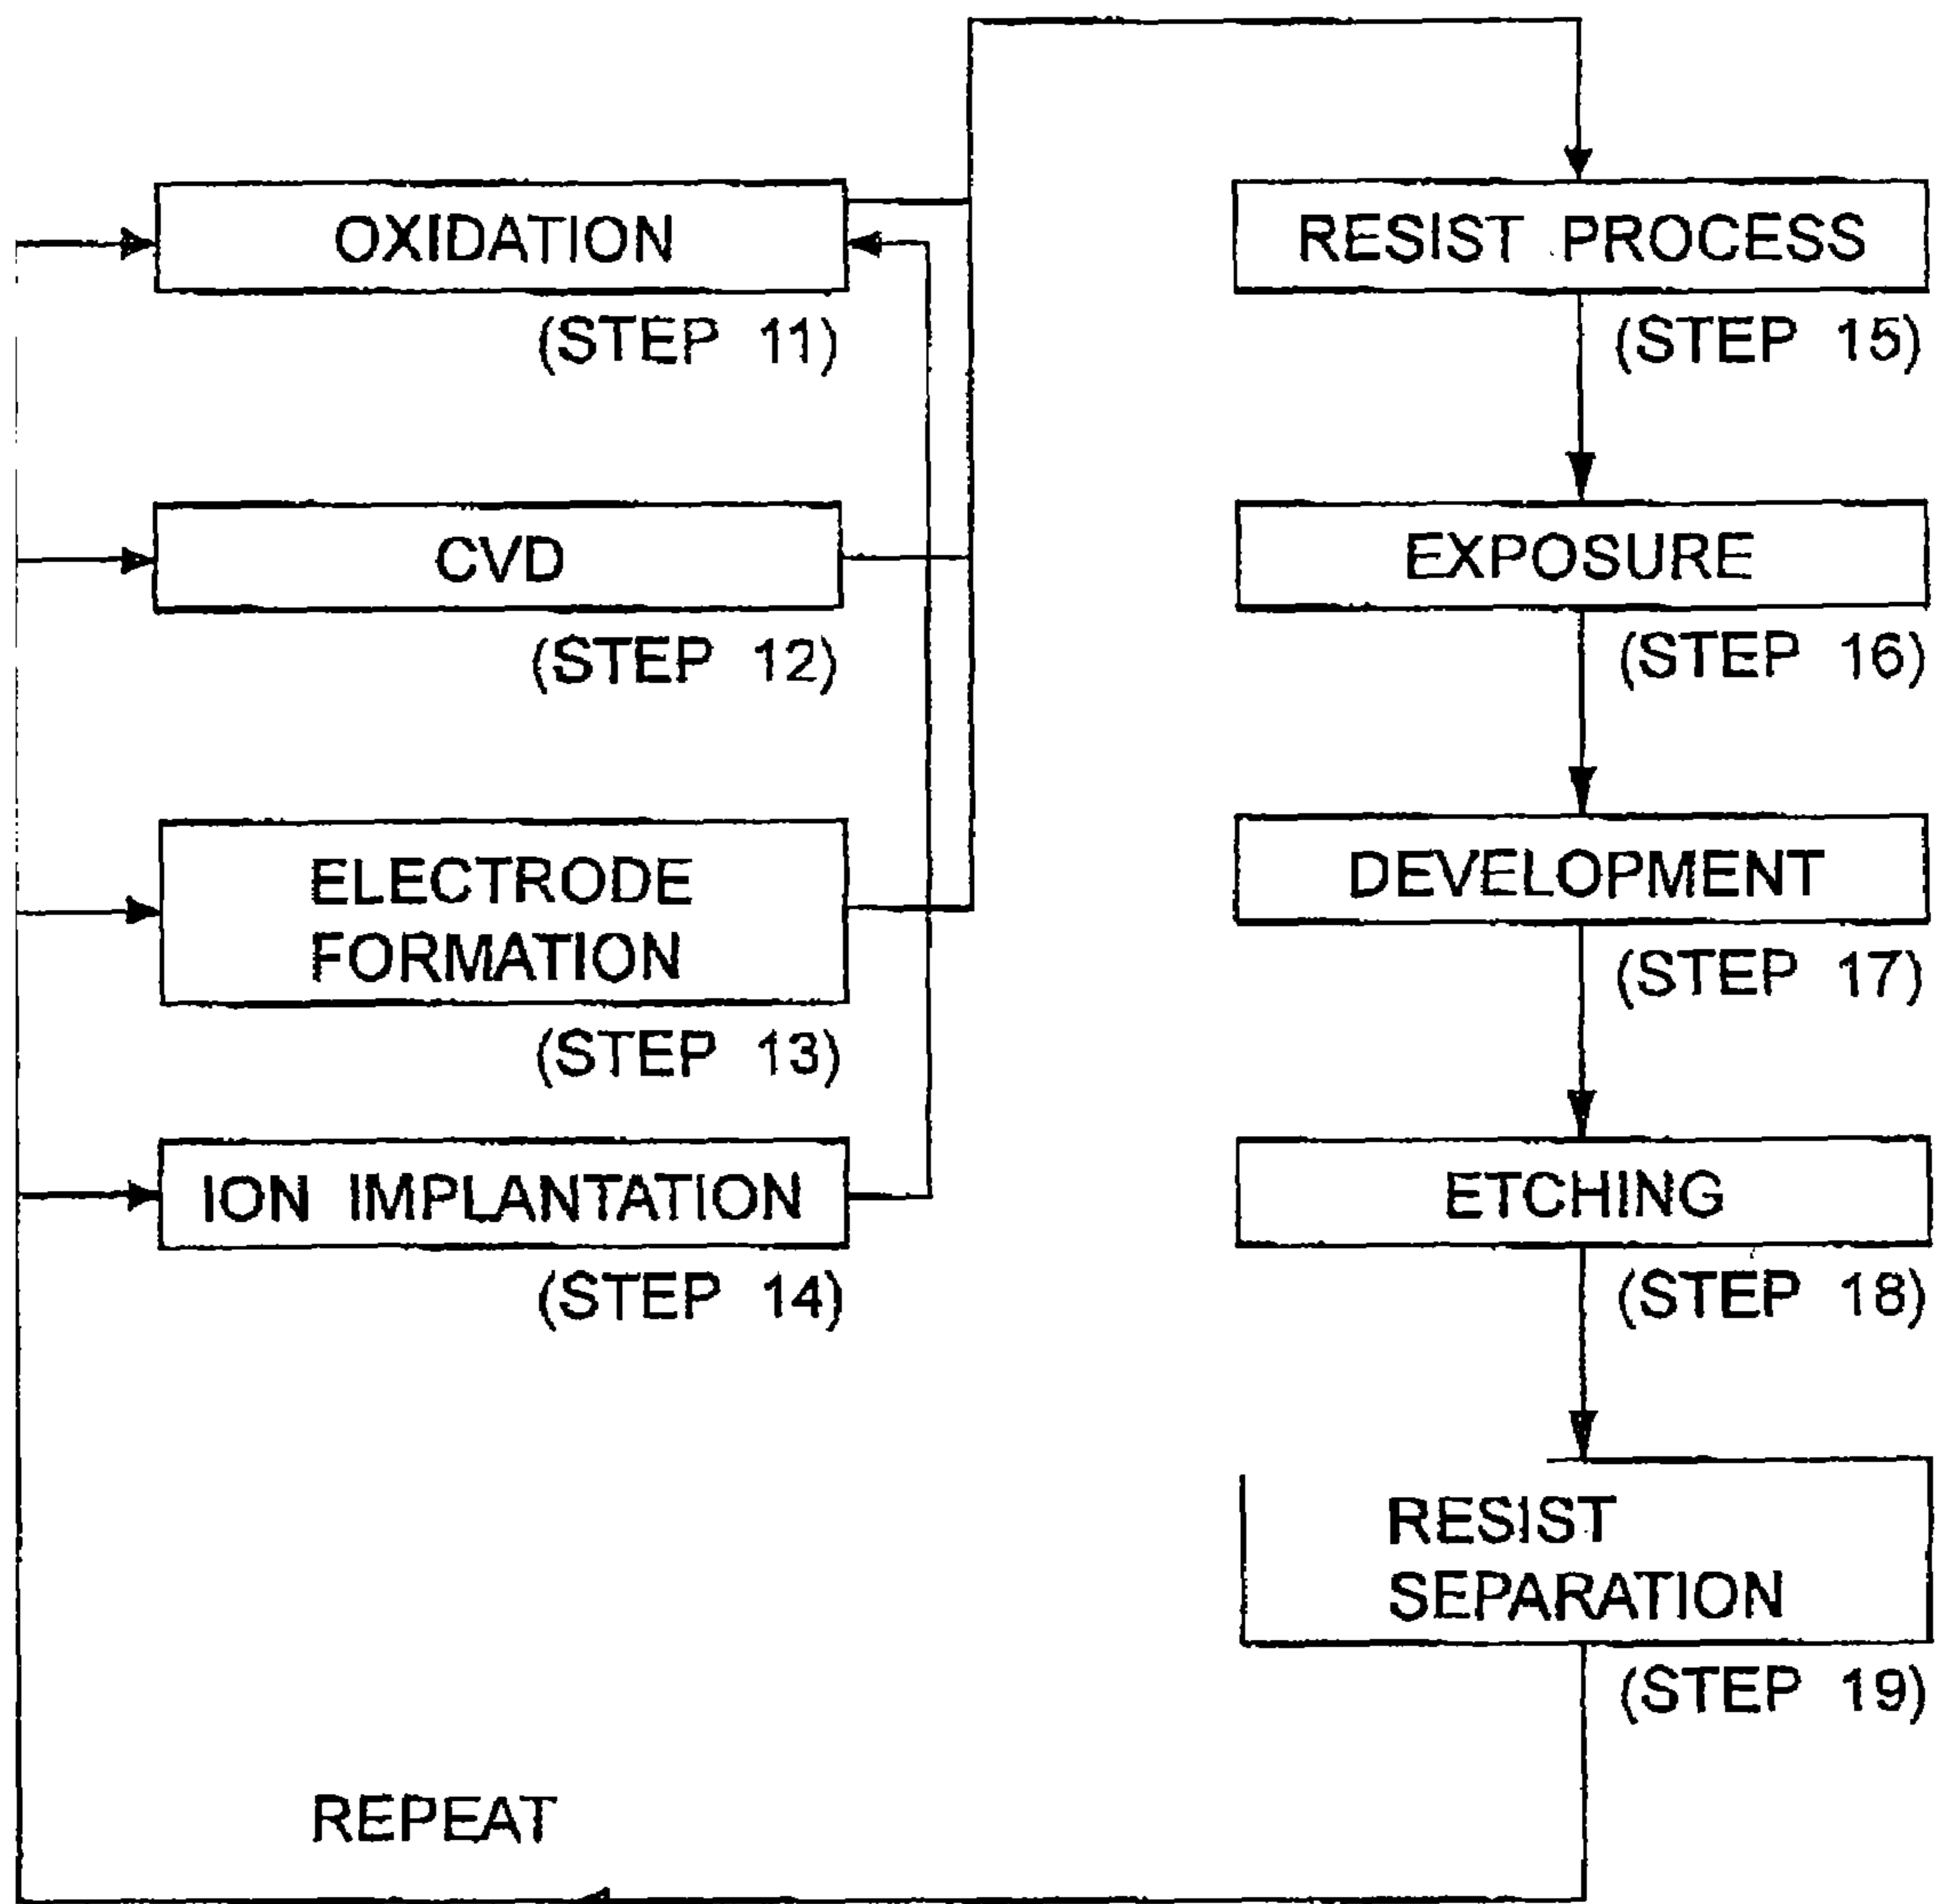 OXIDATION
(STEP 11)
CVD
(STEP 12)
ELECTRODE
FORMATION
(STEP 13)
ION IMPLANTATION
(STEP 14)
RESIST PROCESS
(STEP 15)
EXPOSURE
(STEP 16)
DEVELOPMENT
(STEP 17)
ETCHING
(STEP 18)
RESIST
SEPARATION
(STEP 19)
REPEAT